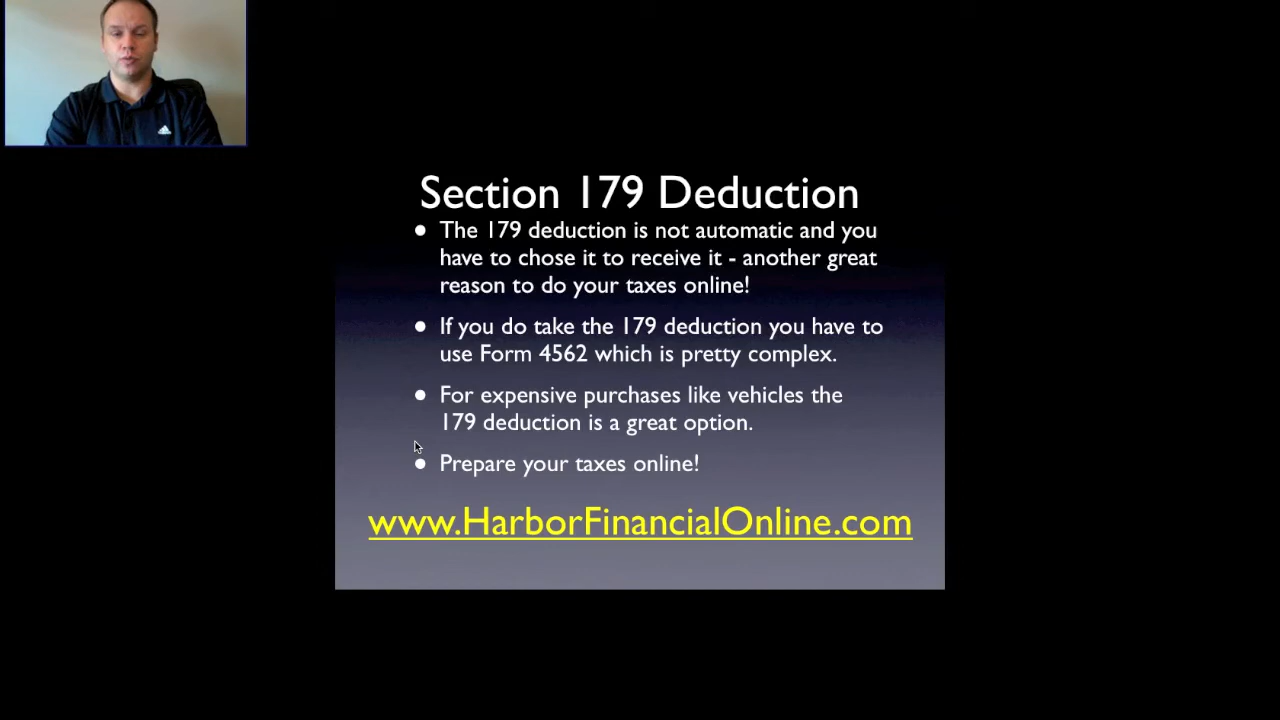 Section 179 Deduction
• The 179 deduction is not automatic and you
have to chose it to receive it - another great
reason to do your taxes online!
• If you do take the 179 deduction you have to
use Form 4562 which is pretty complex.
• For expensive purchases like vehicles the
179 deduction is a great option.
• Prepare your taxes online!
www.HarborFinancialOnline.com